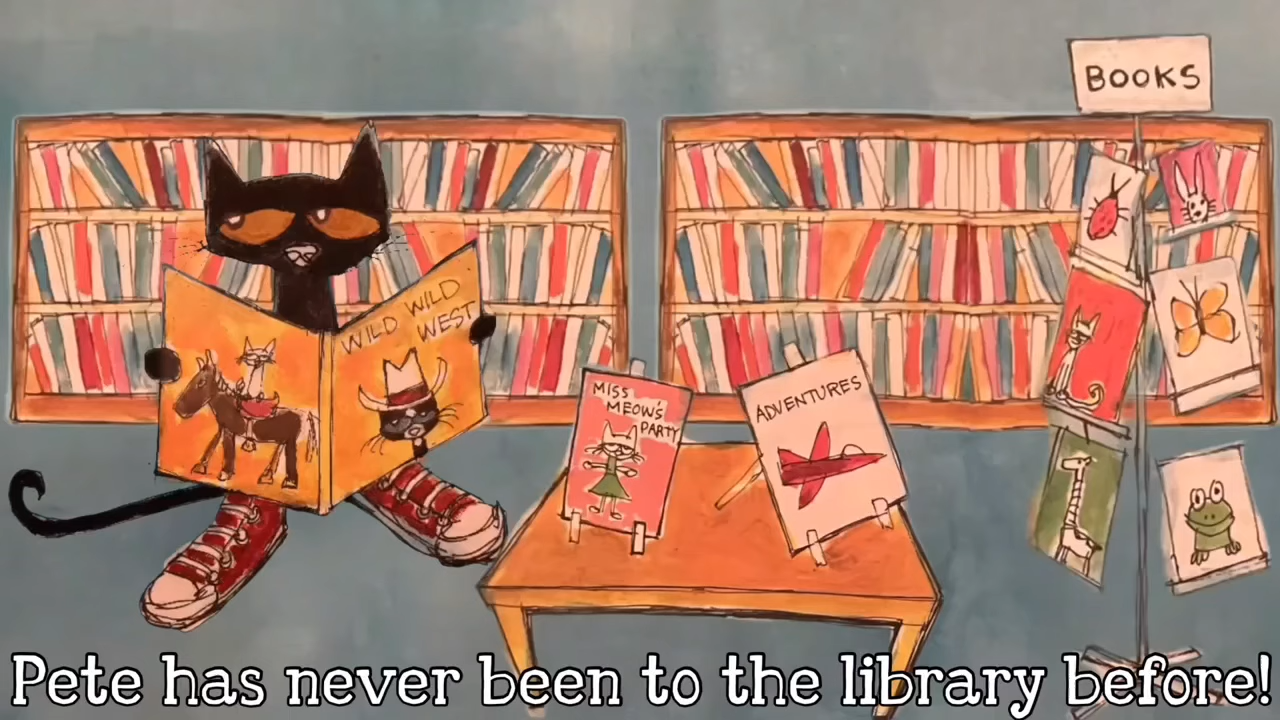 BOOKS
WILD WILD
WEST
MISS
MEOW'S
PARTY
ADVENTURES
Pete has never been to the library before!